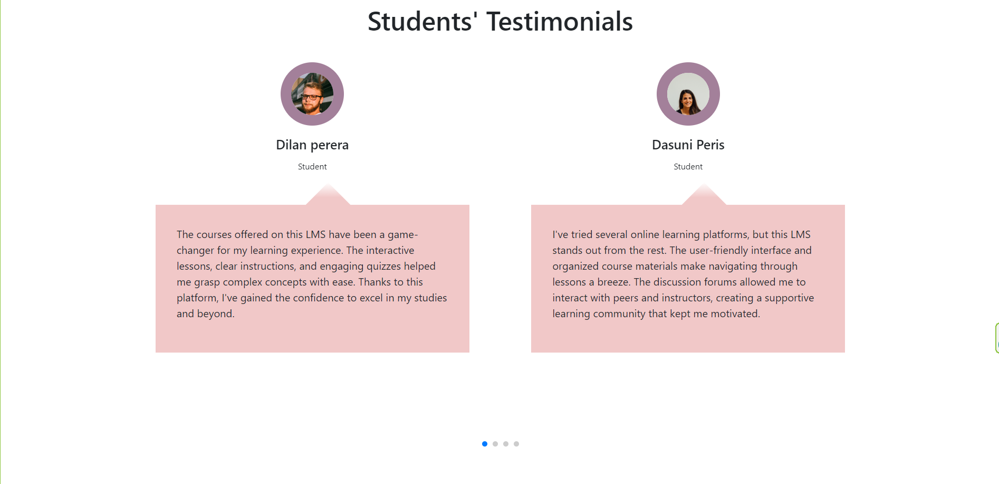 Students' Testimonials
Dilan perera
Student
The courses offered on this LMS have been a game-
changer for my learning experience. The interactive
lessons, clear instructions, and engaging quizzes helped
me grasp complex concepts with ease. Thanks to this
platform, I've gained the confidence to excel in my studies
and beyond.
Dasuni Peris
Student
I've tried several online learning platforms, but this LMS
stands out from the rest. The user-friendly interface and
organized course materials make navigating through
lessons a breeze. The discussion forums allowed me to
interact with peers and instructors, creating a supportive
learning community that kept me motivated.